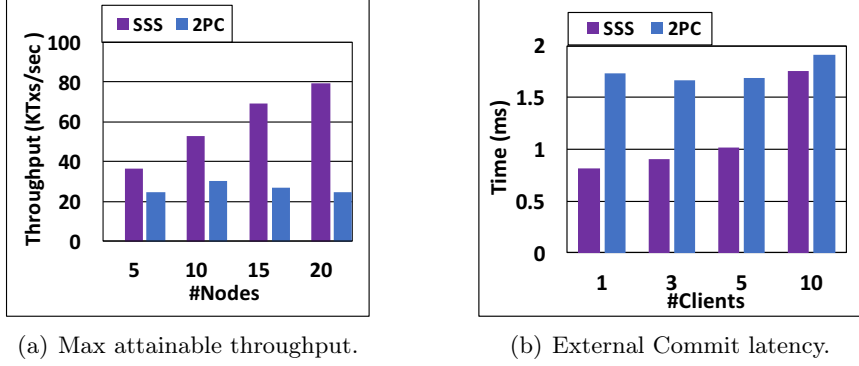 SSS 2PC
Throughput (KTxs/sec)
100
80
60
40
20
0
5 10 15 20
#Nodes
(a) Max attainable throughput.
SSS 2PC
Time (ms)
2
1.5
1
0.5
0
1 3 5 10
#Clients
(b) External Commit latency.